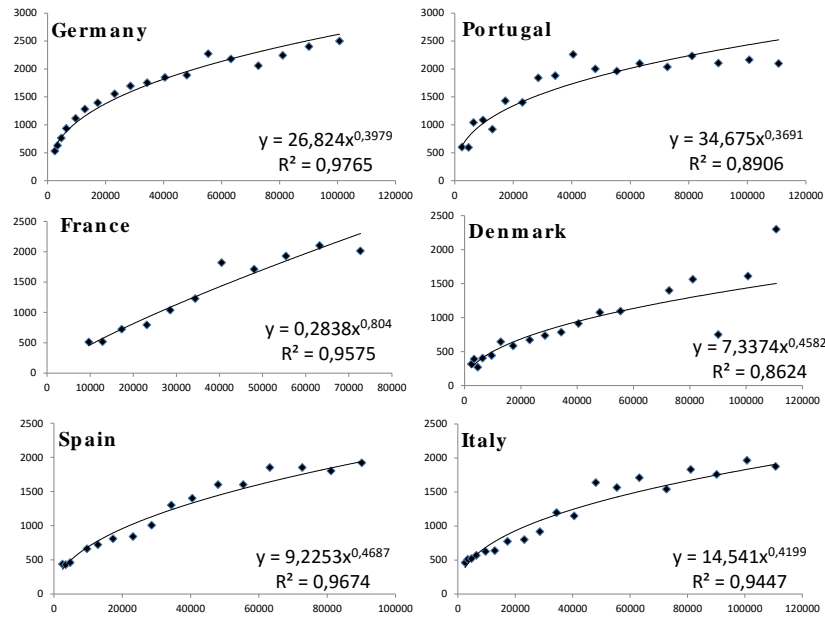 Germany
3000
2500
2000
1500
1000
500
0
0 20000 40000 60000 80000 100000 120000
y = 26,824x^0,3979
R² = 0,9765
Portugal
3000
2500
2000
1500
1000
500
0
0 20000 40000 60000 80000 100000 120000
y = 34,675x^0,3691
R² = 0,8906
France
2500
2000
1500
1000
500
0
0 10000 20000 30000 40000 50000 60000 70000 80000
y = 0,2838x^0,804
R² = 0,9575
Denmark
2500
2000
1500
1000
500
0
0 20000 40000 60000 80000 100000 120000
y = 7,3374x^0,4582
R² = 0,8624
Spain
2500
2000
1500
1000
500
0
0 20000 40000 60000 80000 100000
y = 9,2253x^0,4687
R² = 0,9674
Italy
2500
2000
1500
1000
500
0
0 20000 40000 60000 80000 100000 120000
y = 14,541x^0,4199
R² = 0,9447